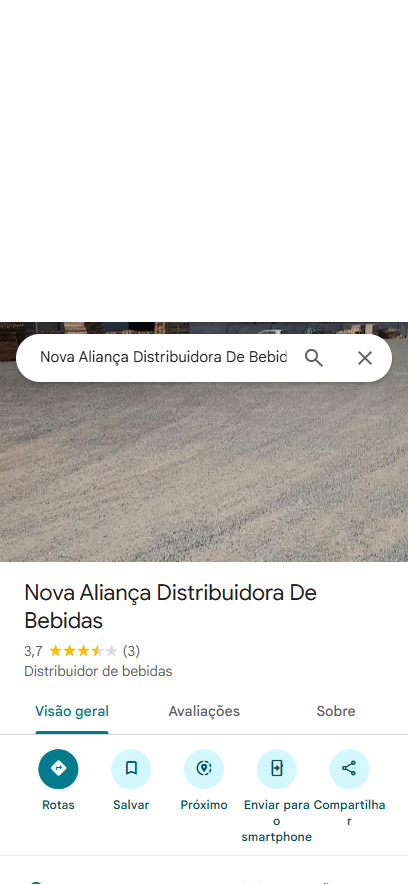 Nova Aliança Distribuidora De Bebid
Nova Aliança Distribuidora De
Bebidas
3,7 (3)
Distribuidor de bebidas
Visão geral Avaliações Sobre
Rotas Salvar Próximo Enviar para Compartilha
o r
smartphone